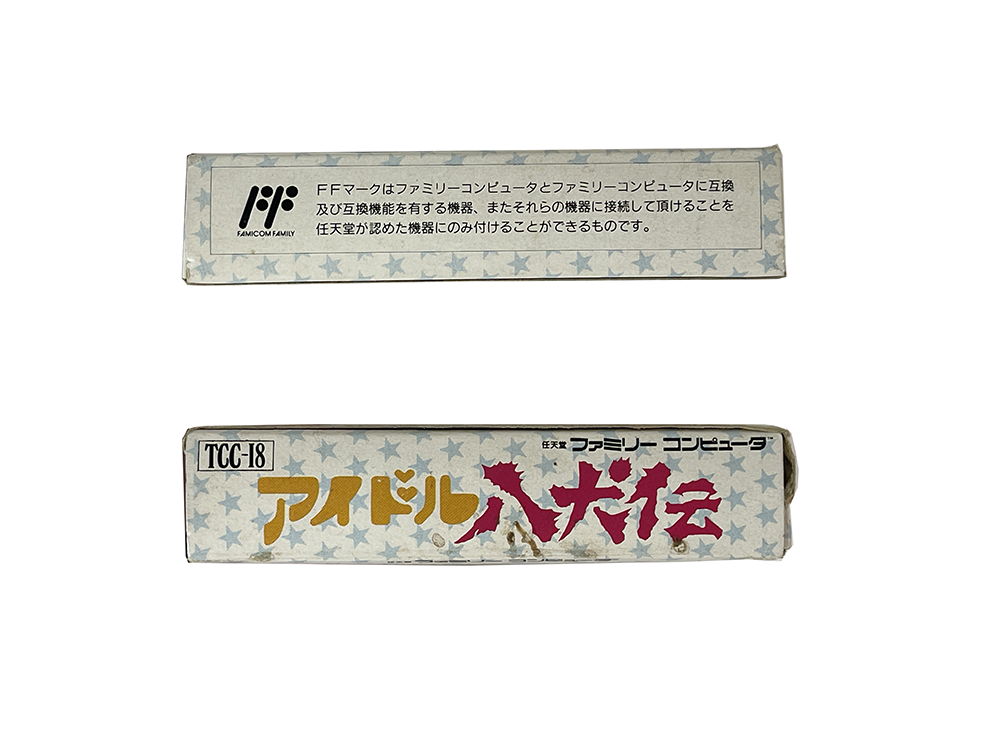 FFマークはファミリーコンピュータとファミリーコンピュータに互換
及び互換機能を有する機器、またそれらの機器に接続して頂けることを
任天堂が認めた機器にのみ付けることができるものです。
FAMICOM FAMILY
TCC-I8
任天堂 ファミリー コンピュータ™
アイドル八犬伝